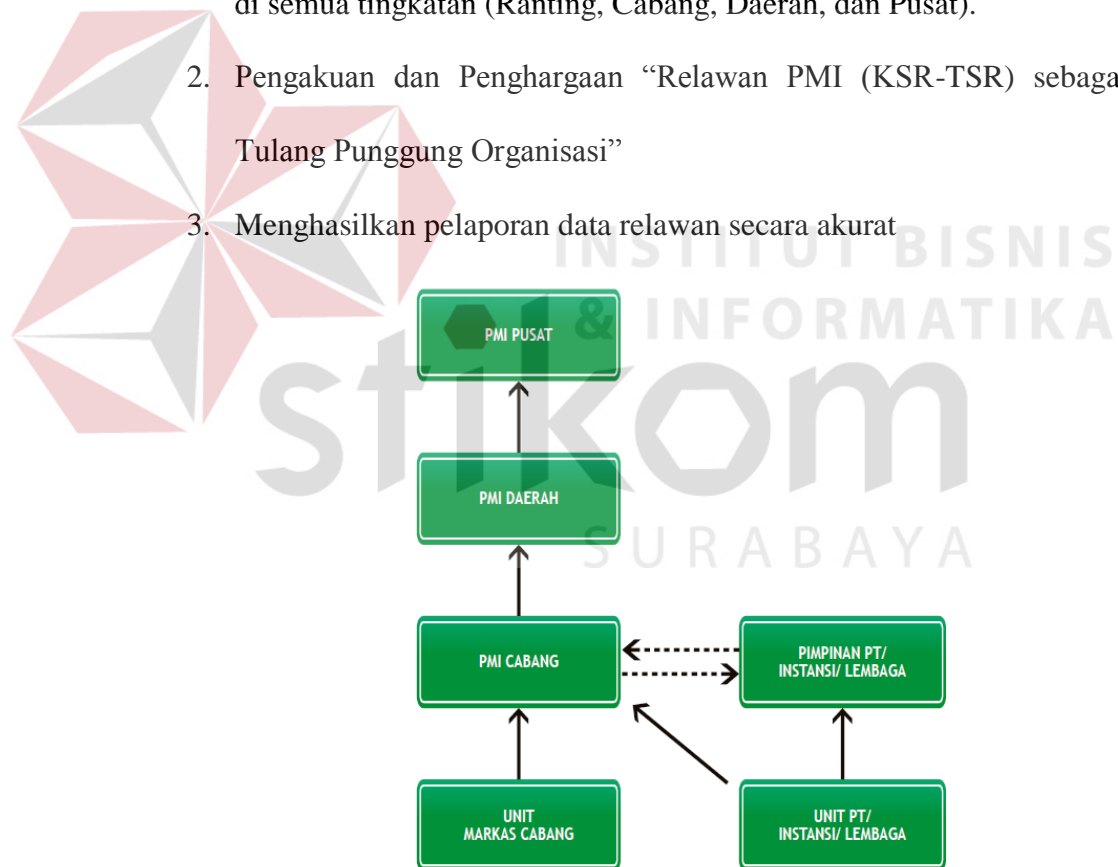 di semua tingkatan (Ranting, Cabang, Daerah, dan Pusat).
2. Pengakuan dan Penghargaan “Relawan PMI (KSR-TSR) sebaga
Tulang Punggung Organisasi”
3. Menghasilkan pelaporan data relawan secara akurat
INSTITUT BISNIS
& INFORMATIKA
stikom
SURABAYA
PMI PUSAT
PMI DAERAH
PMI CABANG
PIMPINAN PT/
INSTANSI/ LEMBAGA
UNIT
MARKAS CABANG
UNIT PT/
INSTANSI/ LEMBAGA